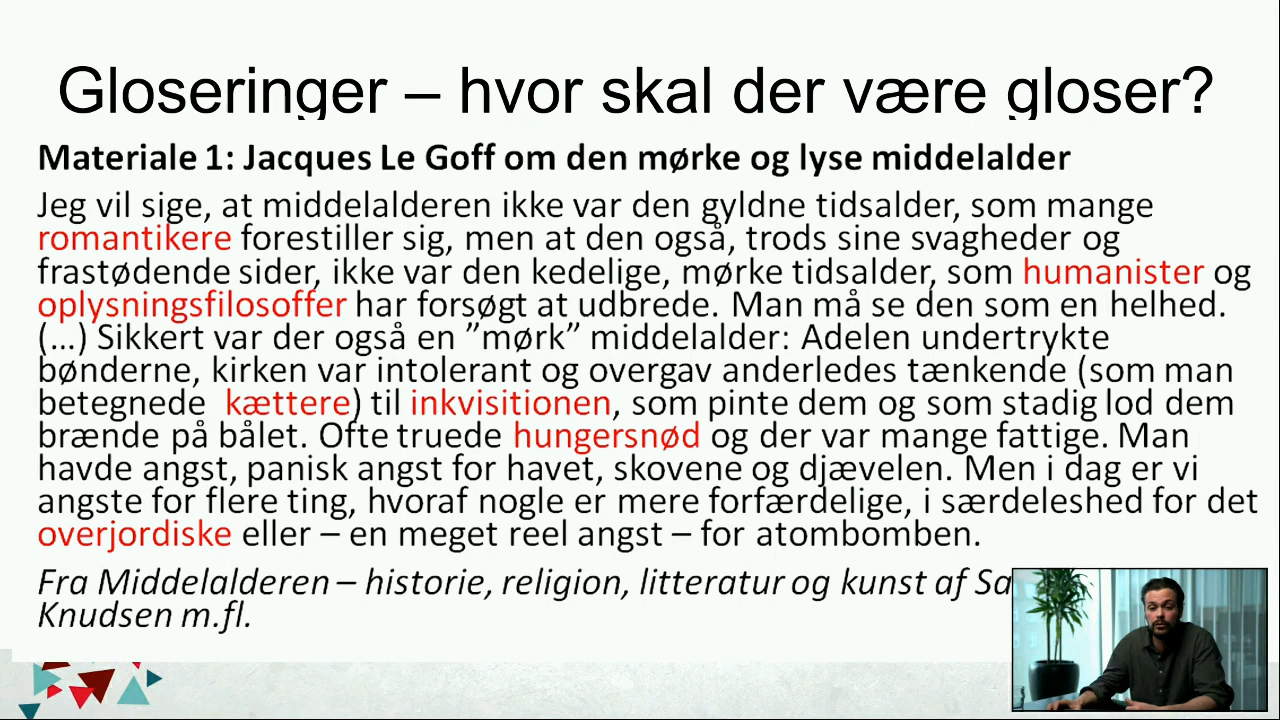 Gloseringer – hvor skal der være gloser?
Materiale 1: Jacques Le Goff om den mørke og lyse middelalder
Jeg vil sige, at middelalderen ikke var den gyldne tidsalder, som mange
romantikere forestiller sig, men at den også, trods sine svagheder og
frastødende sider, ikke var den kedelige, mørke tidsalder, som humanister og
oplysningsfilosoffer har forsøgt at udbrede. Man må se den som en helhed.
(…) Sikkert var der også en ”mørk” middelalder: Adelen undertrykte
bønderne, kirken var intolerant og overgav anderledes tænkende (som man
betegnede kættere) til inkvisitionen, som pinte dem og som stadig lod dem
brænde på bålet. Ofte truede hungersnød og der var mange fattige. Man
havde angst, panisk angst for havet, skovene og djævelen. Men i dag er vi
angste for flere ting, hvoraf nogle er mere forfærdelige, i særdeleshed for det
overjordiske eller – en meget reel angst – for atombomben.
Fra Middelalderen – historie, religion, litteratur og kunst af
Knudsen m.fl.